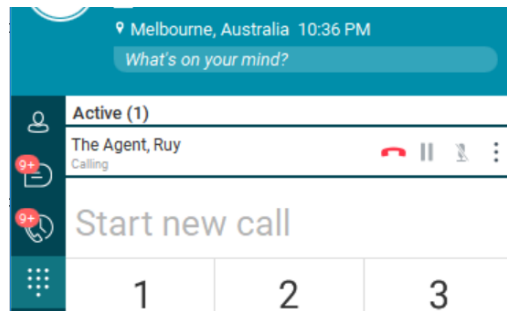 Melbourne, Australia 10:36 PM
What's on your mind?
Active (1)
The Agent, Ruy
Calling
9+
9+
Start new call
1 2 3